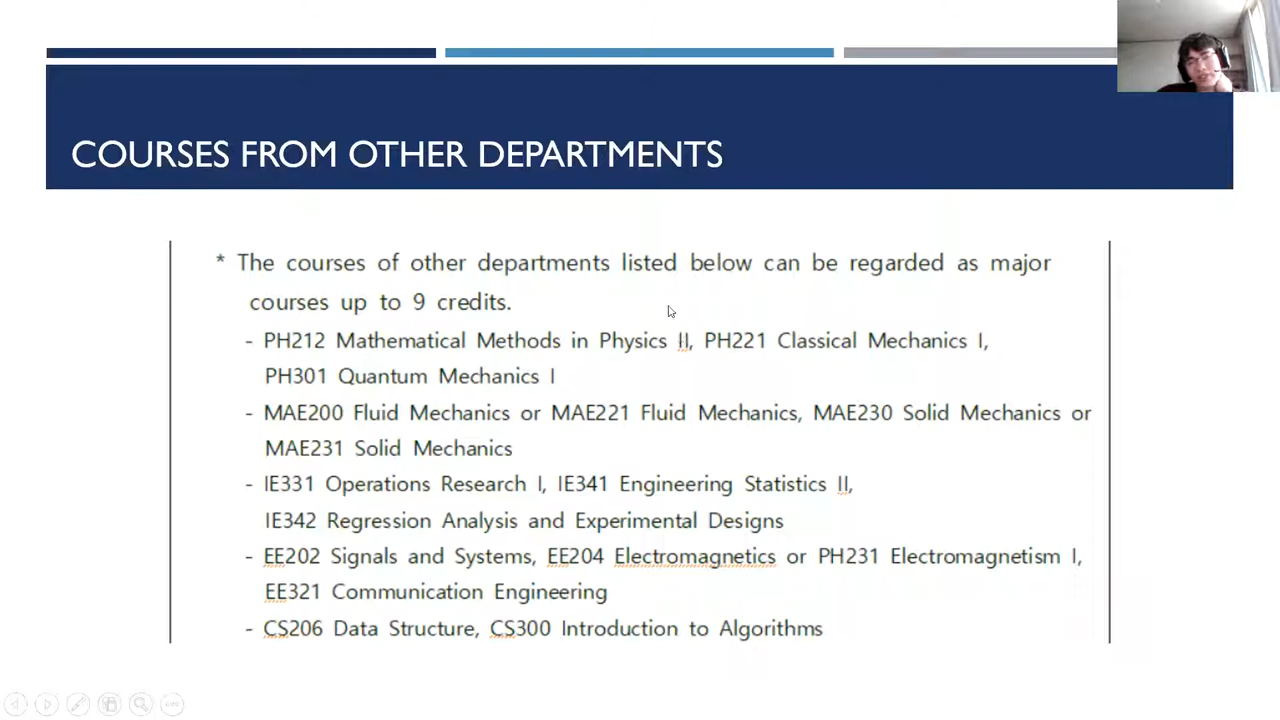 COURSES FROM OTHER DEPARTMENTS
* The courses of other departments listed below can be regarded as major
courses up to 9 credits.
- PH212 Mathematical Methods in Physics II, PH221 Classical Mechanics I,
PH301 Quantum Mechanics I
- MAE200 Fluid Mechanics or MAE221 Fluid Mechanics, MAE230 Solid Mechanics or
MAE231 Solid Mechanics
- IE331 Operations Research I, IE341 Engineering Statistics II,
IE342 Regression Analysis and Experimental Designs
- EE202 Signals and Systems, EE204 Electromagnetics or PH231 Electromagnetism I,
EE321 Communication Engineering
- CS206 Data Structure, CS300 Introduction to Algorithms